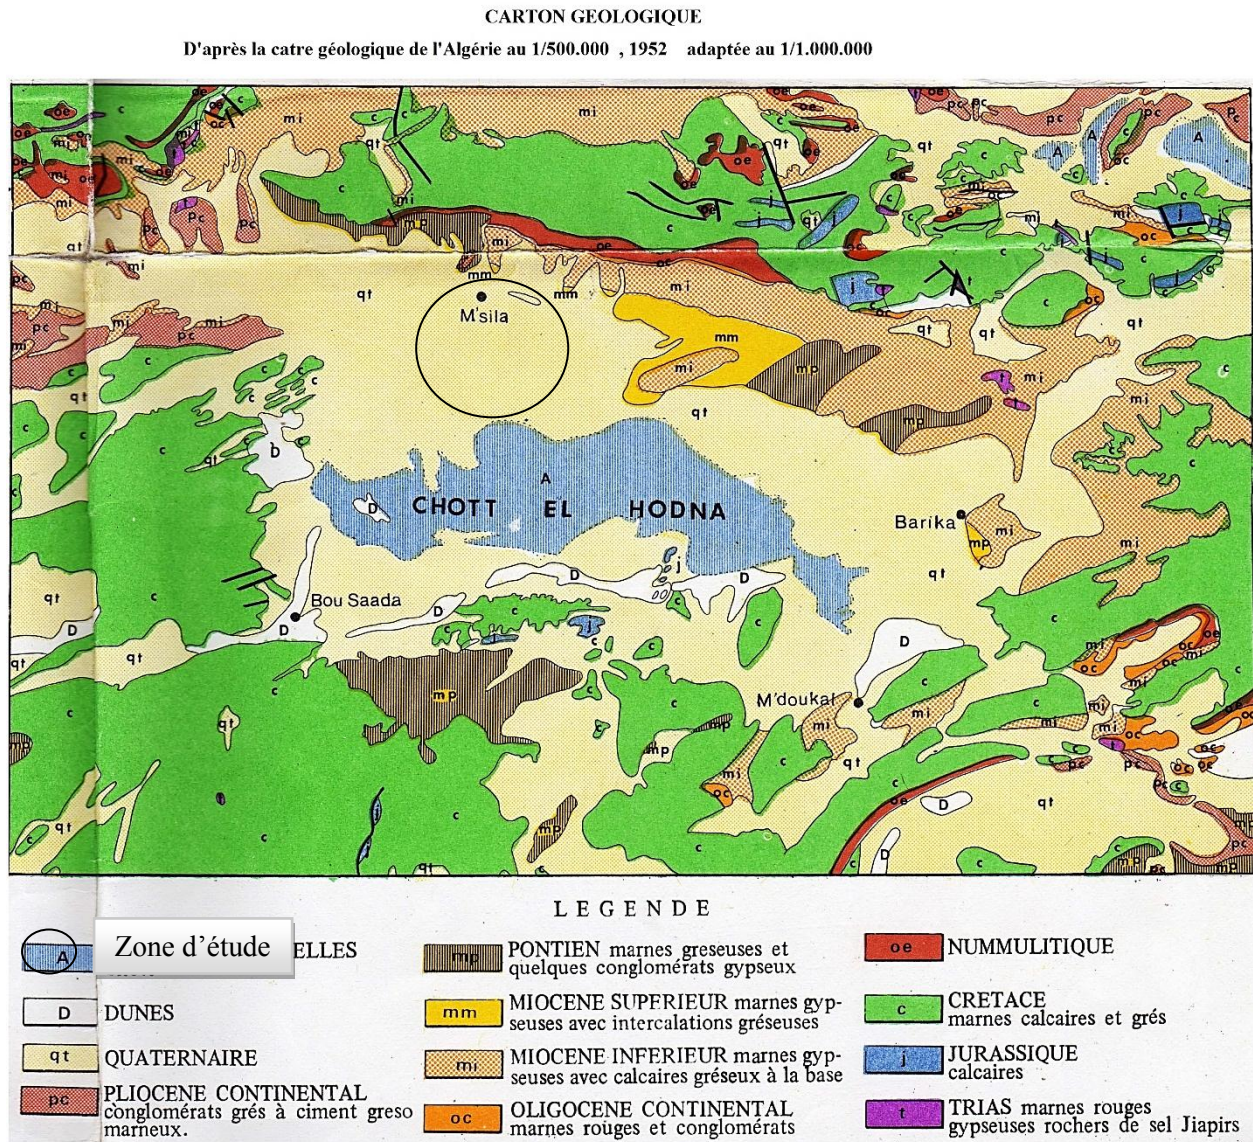 CARTON GEOLOGIQUE
D'après la catre géologique de l'Algérie au 1/500.000 , 1952 adaptée au 1/1.000.000
M'sila
CHOTT EL HODNA
Barika
Bou Saada
M'doukal
LEGENDE
A
Zone d'étude
ELLES
D DUNES
qt QUATERNAIRE
pc PLIOCENE CONTINENTAL
conglomérats grés à ciment greso
marneux.
mp PONTIEN marnes greseuses et
quelques conglomérats gypseux
mm MIOCENE SUPERIEUR marnes gyp-
seuses avec intercalations gréseuses
mi MIOCENE INFERIEUR marnes gyp-
seuses avec calcaires gréseux à la base
oc OLIGOCENE CONTINENTAL
marnes rouges et conglomérats
oe NUMMULITIQUE
c CRETACE
marnes calcaires et grés
j JURASSIQUE
calcaires
t TRIAS marnes rouges
gypseuses rochers de sel Jiapirs